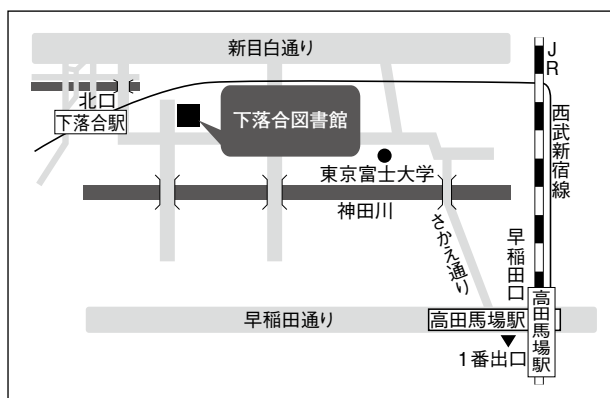 新目白通り
JR
北口
下落合駅
下落合図書館
西武新宿線
東京富士大学
神田川
さかえ通り
早稲田口
早稲田通り
高田馬場駅
高田馬場駅
1番出口